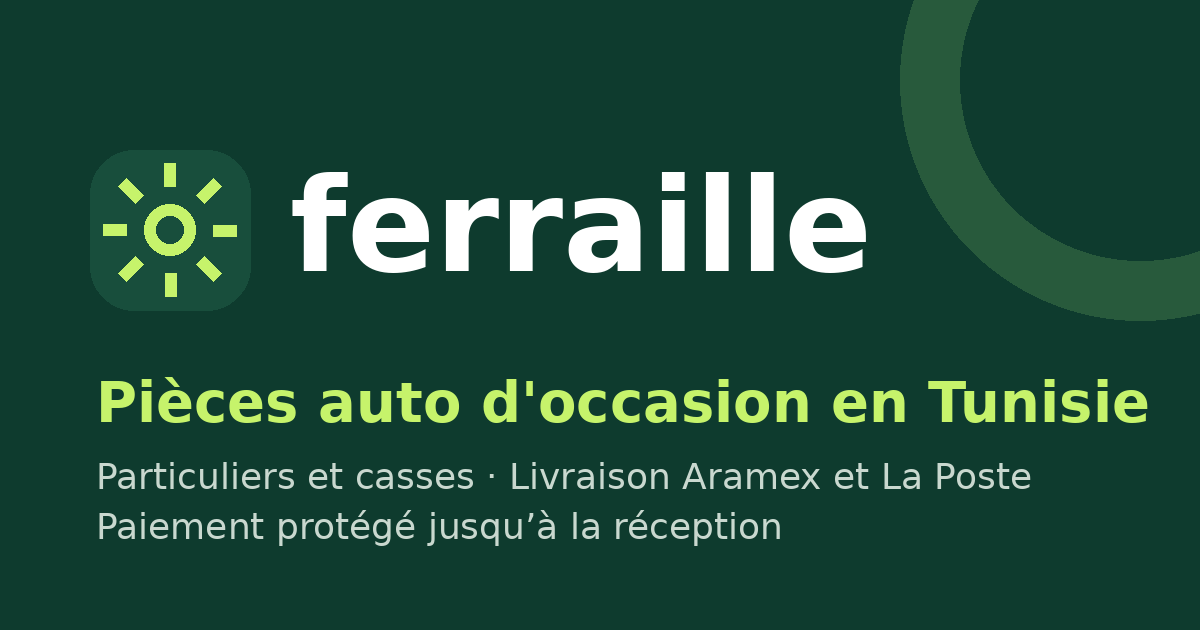 ferraille
Pièces auto d'occasion en Tunisie
Particuliers et casses · Livraison Aramex et La Poste
Paiement protégé jusqu’à la réception